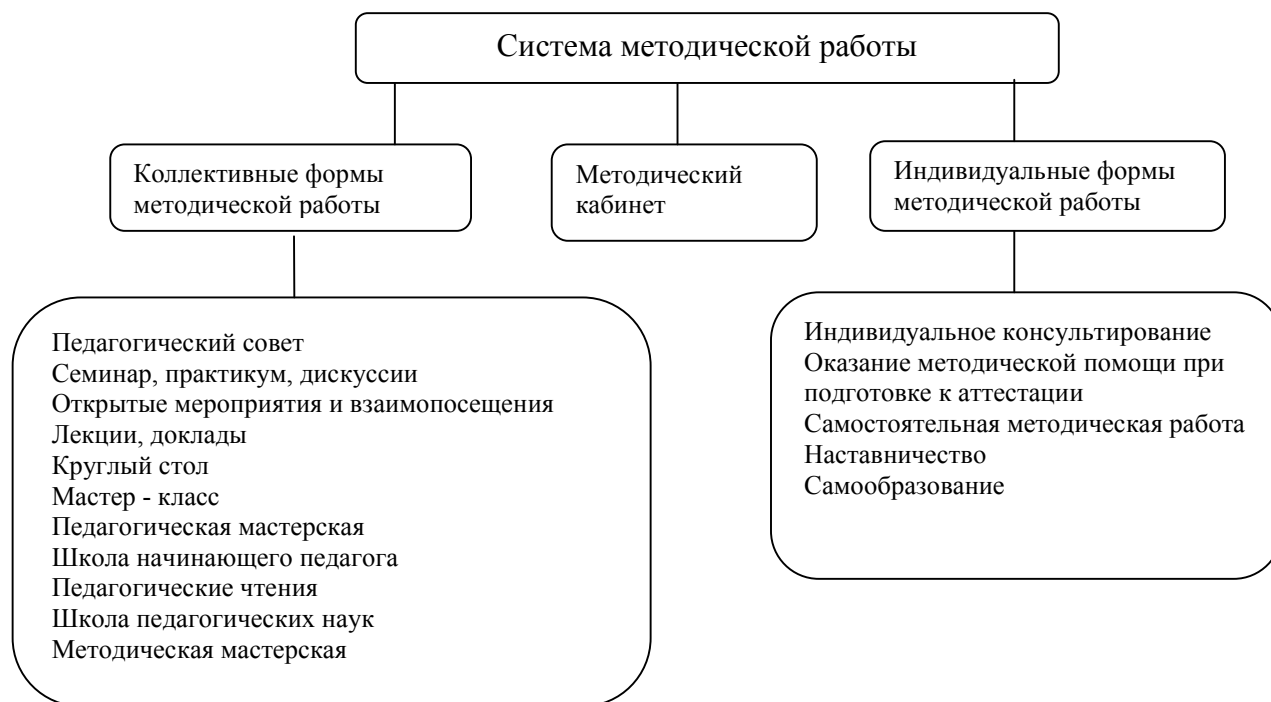 Система методической работы
Коллективные формы
методической работы
Методический
кабинет
Индивидуальные формы
методической работы
Педагогический совет
Семинар, практикум, дискуссии
Открытые мероприятия и взаимопосещения
Лекции, доклады
Круглый стол
Мастер - класс
Педагогическая мастерская
Школа начинающего педагога
Педагогические чтения
Школа педагогических наук
Методическая мастерская
Индивидуальное консультирование
Оказание методической помощи при
подготовке к аттестации
Самостоятельная методическая работа
Наставничество
Самообразование